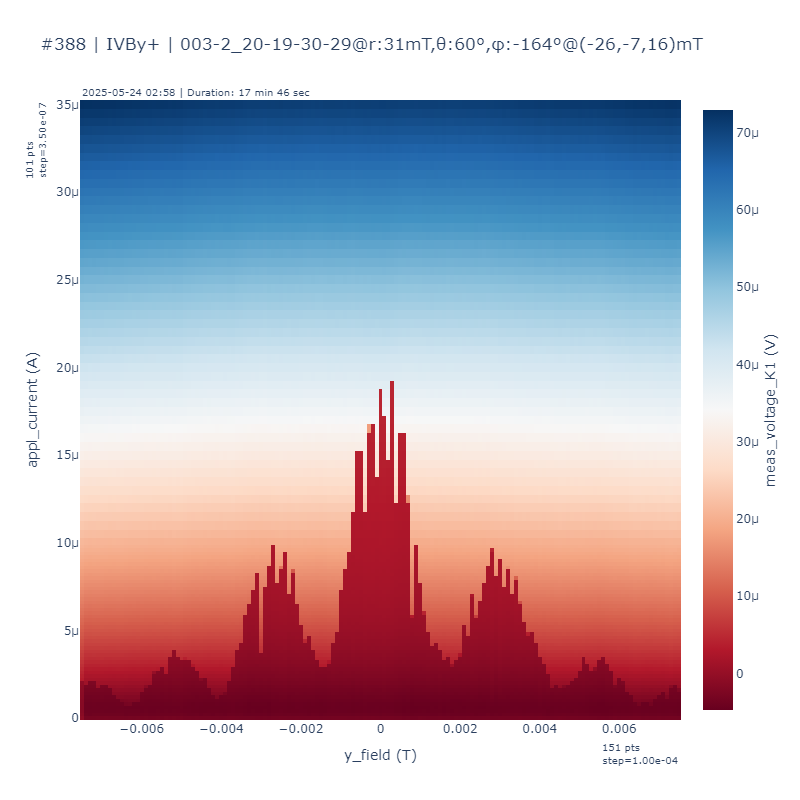 #388 | IVBy+ | 003-2_20-19-30-29@r:31mT,θ:60°,φ:-164°@(-26,-7,16)mT
2025-05-24 02:58 | Duration: 17 min 46 sec
101 pts
step=3.50e-07
appl_current (A)
35μ
30μ
25μ
20μ
15μ
10μ
5μ
0
−0.006
−0.004
−0.002
0
0.002
0.004
0.006
y_field (T)
151 pts
step=1.00e-04
70μ
60μ
50μ
40μ
30μ
20μ
10μ
0
meas_voltage_K1 (V)